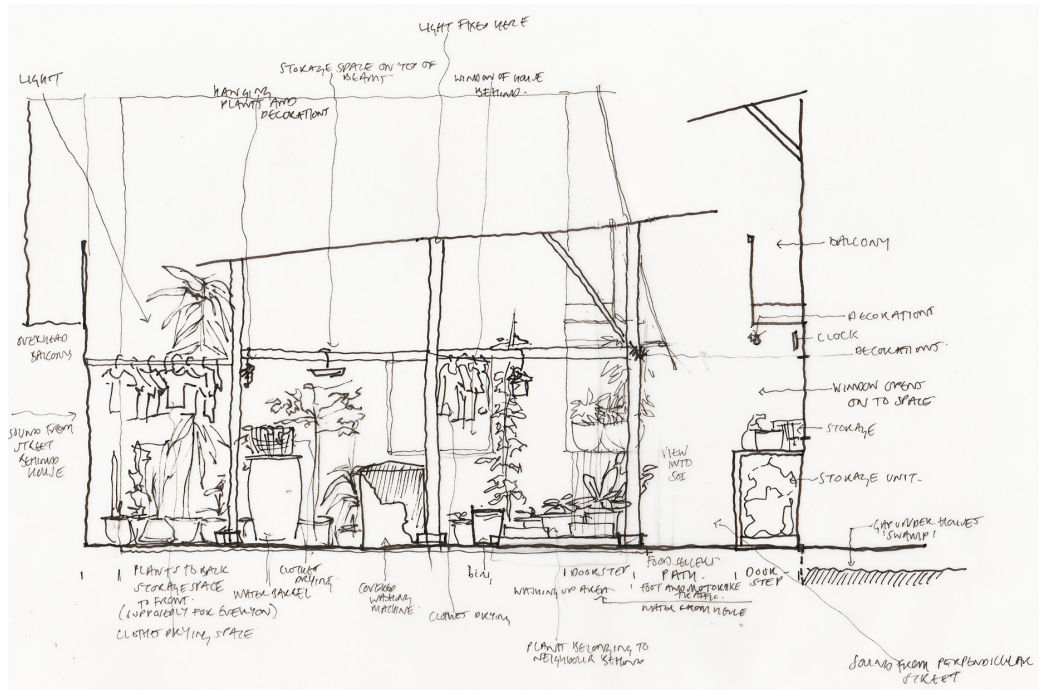 LIGHT FIXED HERE
LIGHT
STORAGE SPACE ON TOP OF
BEAMS
HANGING
PLANTS AND
DECORATIONS
WINDOW OF HOUSE
BEHIND.
BALCONY
OVERHEAD
BALCONY
DECORATIONS
CLOCK
DECORATIONS.
WINDOW OPENS
ON TO SPACE
STORAGE
SOUND FROM
STREET
BEHIND
HOUSE
VIEW
INTO
SOI
STORAGE UNIT.
GAP UNDER HOUSES
'SWAMP'
PLANTS TO BACK
STORAGE SPACE
TO FRONT.
(SUPPOSEDLY FOR EVERYONE)
CLOTHES DRYING SPACE
WATER BARREL
CLOTHES
DRYING.
COVERED
WASHING
MACHINE.
CLOTHES DRYING
BIN
WASHING UP AREA
DOORSTEP
FOOD SELLERS
PATH.
FOOT AND MOTORBIKE
TRAFFIC.
WATER FROM HERE
DOOR
STEP
PLANTS BELONGING TO
NEIGHBOUR BEHIND
SOUND FROM PERPENDICULAR
STREET